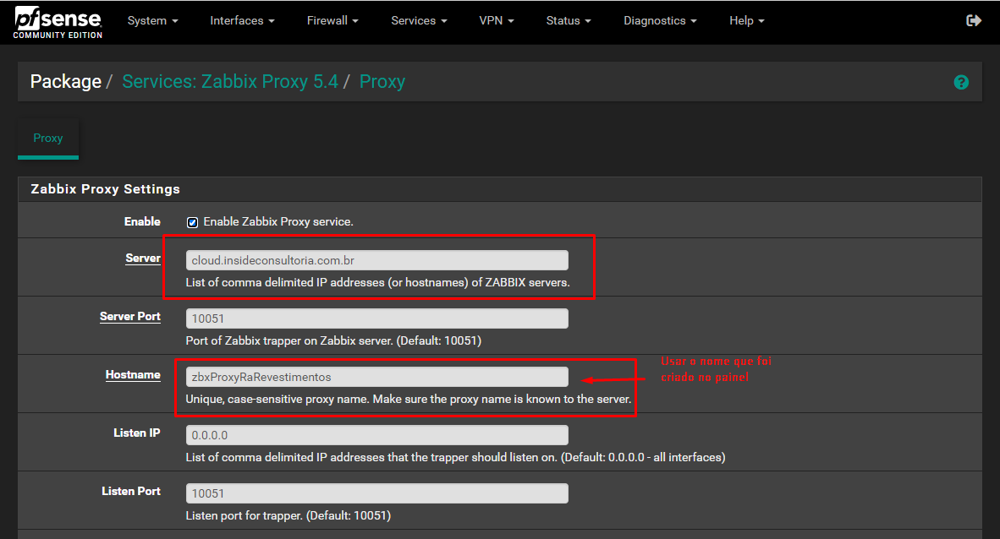 pfsense
COMMUNITY EDITION
System Interfaces Firewall Services VPN Status Diagnostics Help
Package / Services: Zabbix Proxy 5.4 / Proxy
?
Proxy
Zabbix Proxy Settings
Enable Enable Zabbix Proxy service.
Server cloud.insideconsultoria.com.br
List of comma delimited IP addresses (or hostnames) of ZABBIX servers.
Server Port 10051
Port of Zabbix trapper on Zabbix server. (Default: 10051)
Usar o nome que foi
criado no painel
Hostname zbxProxyRaRevestimentos
Unique, case-sensitive proxy name. Make sure the proxy name is known to the server.
Listen IP 0.0.0.0
List of comma delimited IP addresses that the trapper should listen on. (Default: 0.0.0.0 - all interfaces)
Listen Port 10051
Listen port for trapper. (Default: 10051)